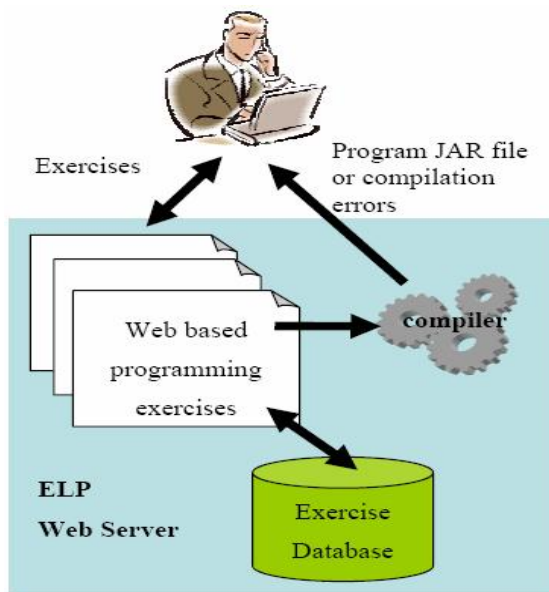 Exercises
Program JAR file
or compilation
errors
Web based
programming
exercises
compiler
ELP
Web Server
Exercise
Database